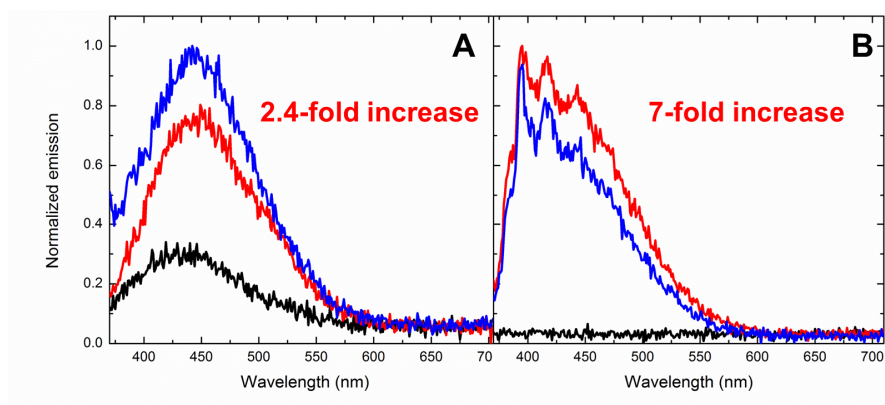 A
B
2.4-fold increase
7-fold increase
Normalized emission
1.0
0.8
0.6
0.4
0.2
0.0
400 450 500 550 600 650 70
400 450 500 550 600 650 700
Wavelength (nm)
Wavelength (nm)